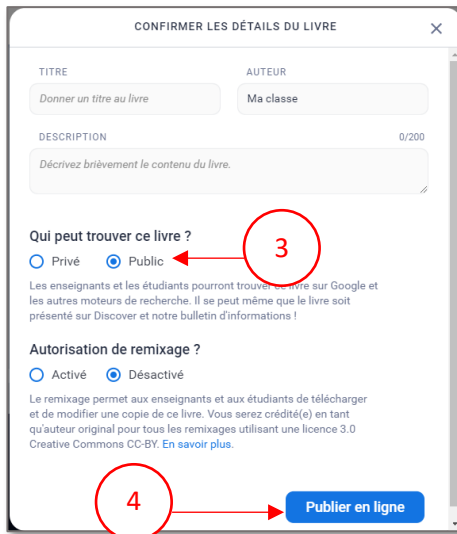 CONFIRMER LES DÉTAILS DU LIVRE
TITRE
AUTEUR
Donner un titre au livre
Ma classe
DESCRIPTION
0/200
Décrivez brièvement le contenu du livre.
Qui peut trouver ce livre ?
3
Privé
Public
Les enseignants et les étudiants pourront trouver ce livre sur Google et
les autres moteurs de recherche. Il se peut même que le livre soit
présenté sur Discover et notre bulletin d'informations !
Autorisation de remixage ?
Activé
Désactivé
Le remixage permet aux enseignants et aux étudiants de télécharger
et de modifier une copie de ce livre. Vous serez crédité(e) en tant
qu'auteur original pour tous les remixages utilisant une licence 3.0
Creative Commons CC-BY. En savoir plus.
4
Publier en ligne